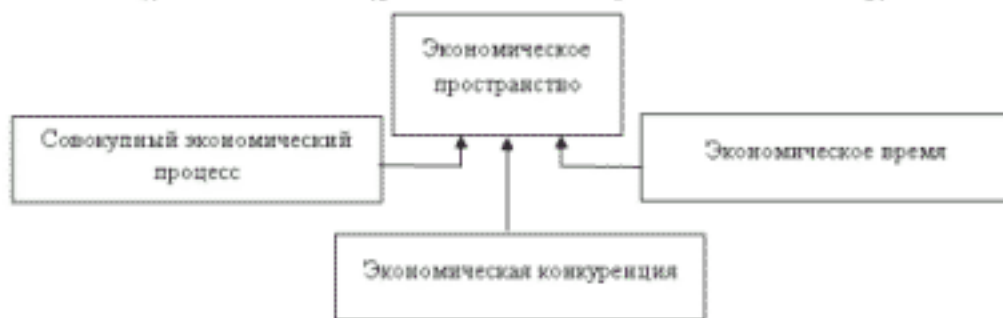 Экономическое
пространство
Совокупный экономический
процесс
Экономическое время
Экономическая конкуренция